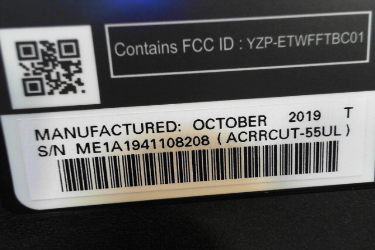 Contains FCC ID : YZP-ETWFFTBC01
MANUFACTURED: OCTOBER 2019 T
S/N ME1A1941108208 ( ACRRCUT-55UL )